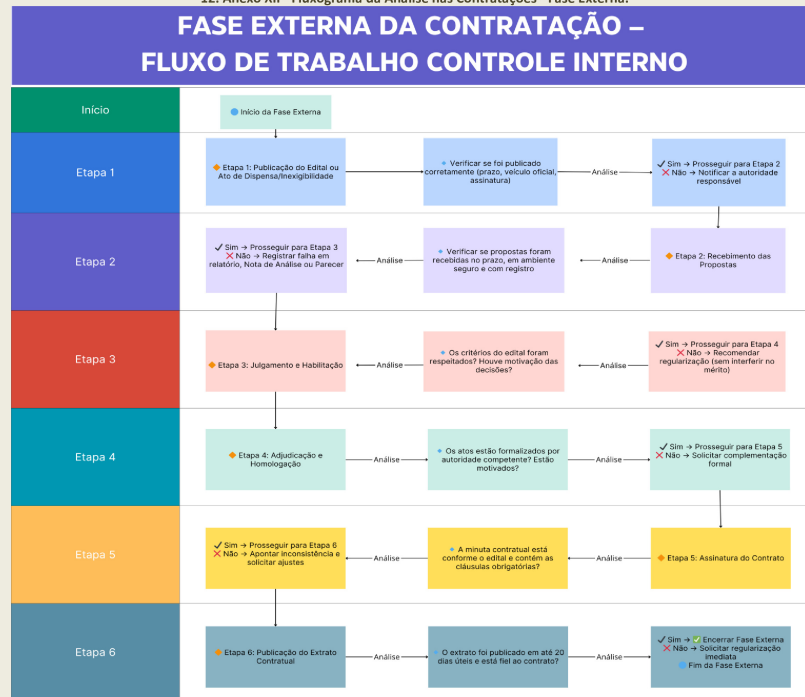 12. Anexo XII - Fluxograma da Análise nas Contratações - Fase Externa:
FASE EXTERNA DA CONTRATAÇÃO –
FLUXO DE TRABALHO CONTROLE INTERNO
Início
🔵 Início da Fase Externa
Etapa 1
🔶 Etapa 1: Publicação do Edital ou
Ato de Dispensa/Inexigibilidade
🔹 Verificar se foi publicado
corretamente (prazo, veículo oficial,
assinatura)
Análise
✔ Sim → Prosseguir para Etapa 2
❌ Não → Notificar a autoridade
responsável
Etapa 2
✔ Sim → Prosseguir para Etapa 3
❌ Não → Registrar falha em
relatório, Nota de Análise ou Parecer
Análise
🔹 Verificar se propostas foram
recebidas no prazo, em ambiente
seguro e com registro
Análise
🔶 Etapa 2: Recebimento das
Propostas
Etapa 3
🔶 Etapa 3: Julgamento e Habilitação
Análise
🔹 Os critérios do edital foram
respeitados? Houve motivação das
decisões?
Análise
✔ Sim → Prosseguir para Etapa 4
❌ Não → Recomendar
regularização (sem interferir no
mérito)
Etapa 4
🔶 Etapa 4: Adjudicação e
Homologação
Análise
🔹 Os atos estão formalizados por
autoridade competente? Estão
motivados?
Análise
✔ Sim → Prosseguir para Etapa 5
❌ Não → Solicitar complementação
formal
Etapa 5
✔ Sim → Prosseguir para Etapa 6
❌ Não → Apontar inconsistência e
solicitar ajustes
Análise
🔹 A minuta contratual está
conforme o edital e contém as
cláusulas obrigatórias?
Análise
🔶 Etapa 5: Assinatura do Contrato
Etapa 6
🔶 Etapa 6: Publicação do Extrato
Contratual
Análise
🔹 O extrato foi publicado em até 20
dias úteis e está fiel ao contrato?
Análise
✔ Sim → ✅ Encerrar Fase Externa
❌ Não → Solicitar regularização
imediata
🔵 Fim da Fase Externa